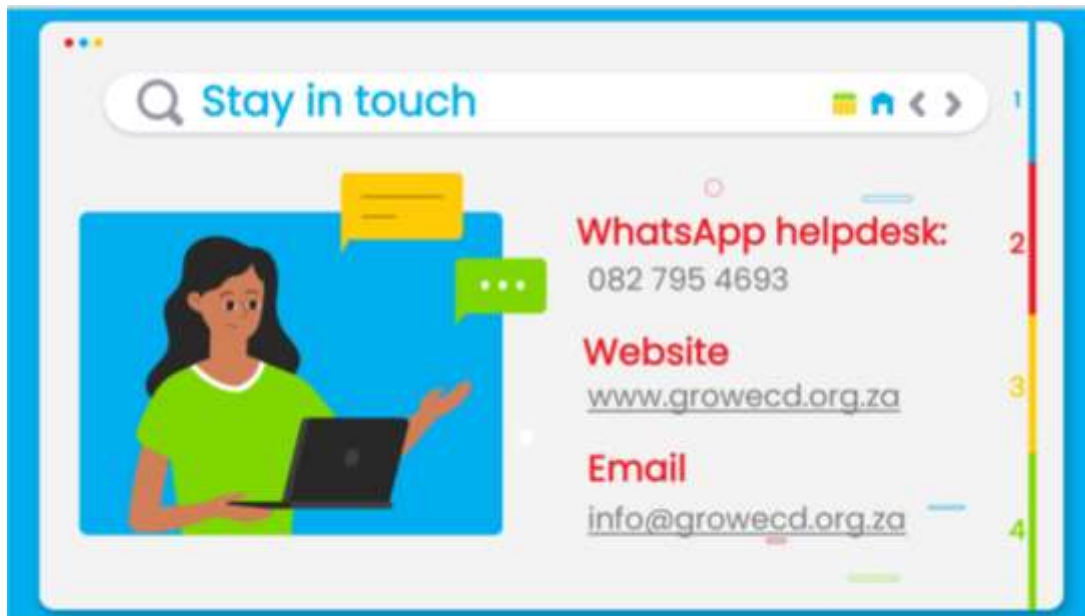 Stay in touch
1
WhatsApp helpdesk:
082 795 4693
2
Website
www.growecd.org.za
3
Email
info@growecd.org.za
4